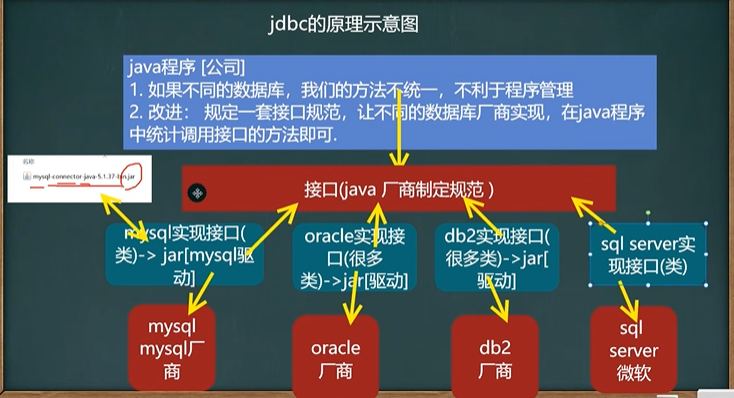 jdbc的原理示意图
java程序 [公司]
1. 如果不同的数据库，我们的方法不统一，不利于程序管理
2. 改进： 规定一套接口规范，让不同的数据库厂商实现，在java程序
中统计调用接口的方法即可.
名称
mysql-connector-java-5.1.37-bin.jar
接口(java 厂商制定规范 )
mysql实现接口(
类)-> jar[mysql驱
动]
oracle实现接
口(很多
类)->jar[驱动]
db2实现接口(
很多类)->jar[
驱动]
sql server实
现接口(类)
mysql
mysql厂
商
oracle
厂商
db2
厂商
sql
server
微软